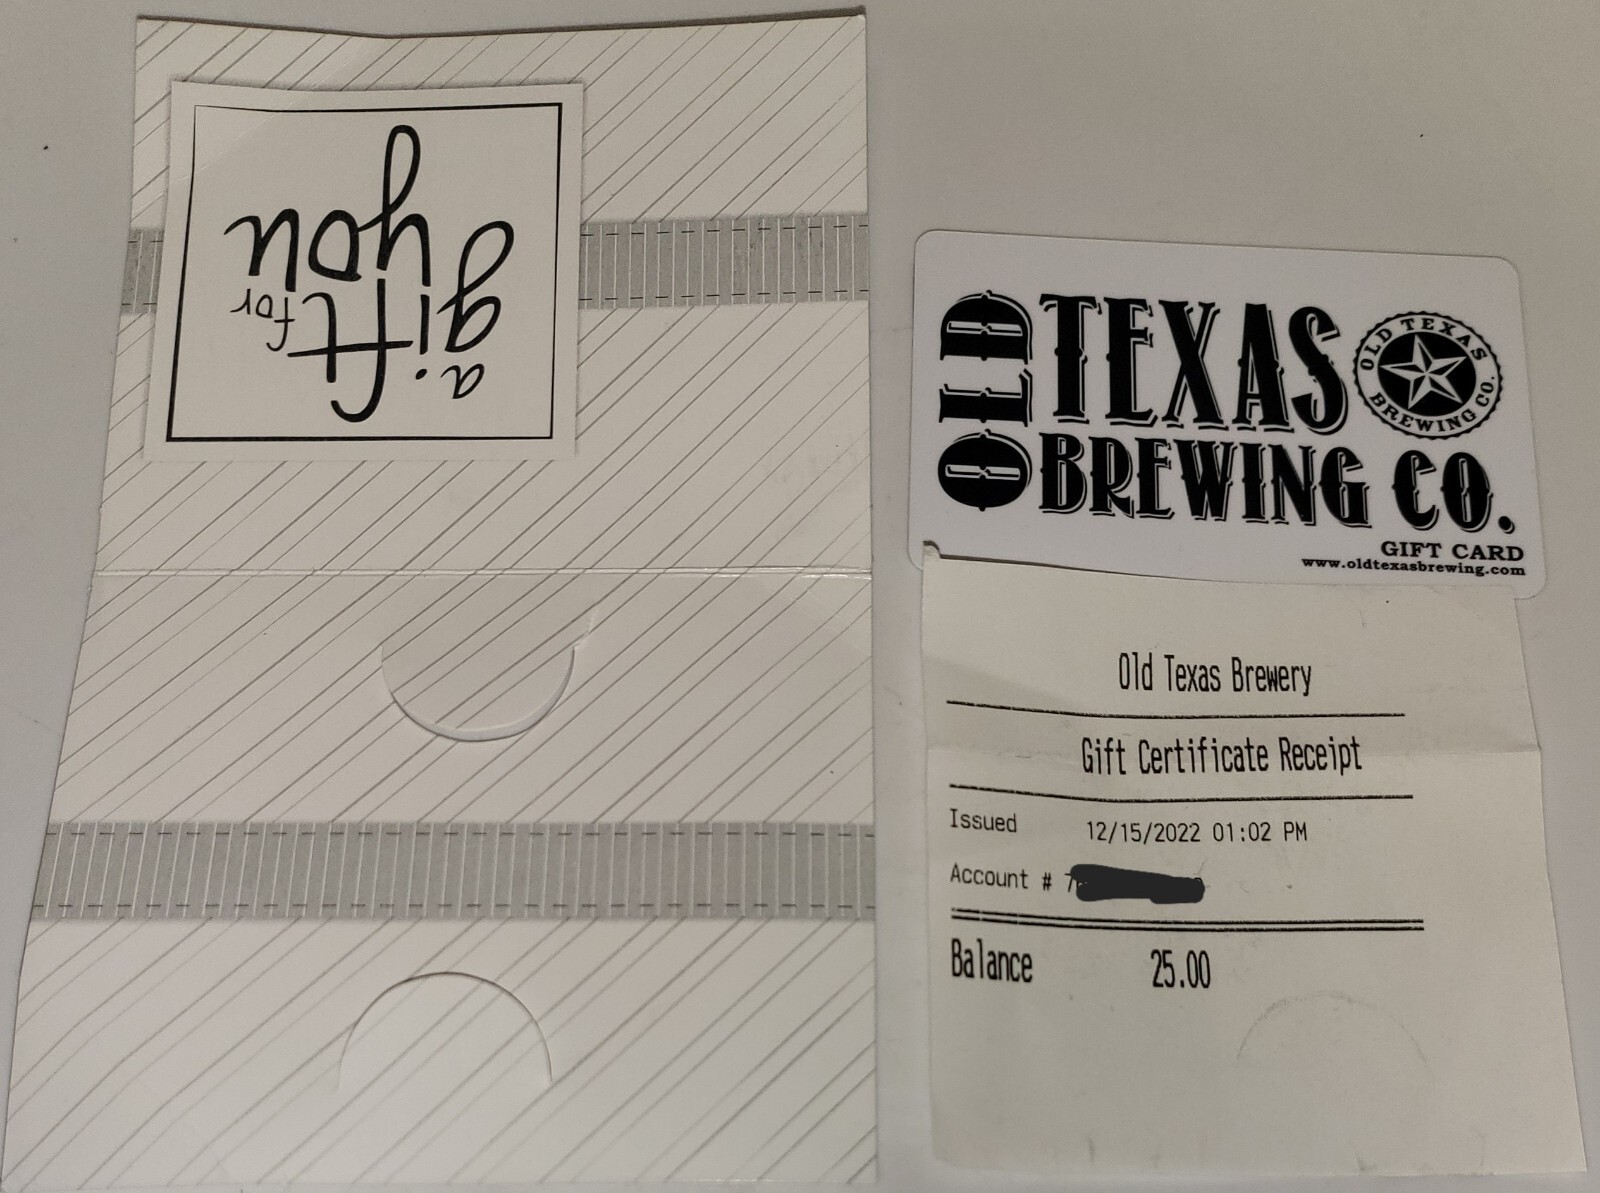 a
gift for
you
OLD TEXAS
BREWING CO.
OLD TEXAS
BREWING CO.
GIFT CARD
www.oldtexasbrewing.com
Old Texas Brewery
Gift Certificate Receipt
Issued 12/15/2022 01:02 PM
Account # 7
Balance 25.00